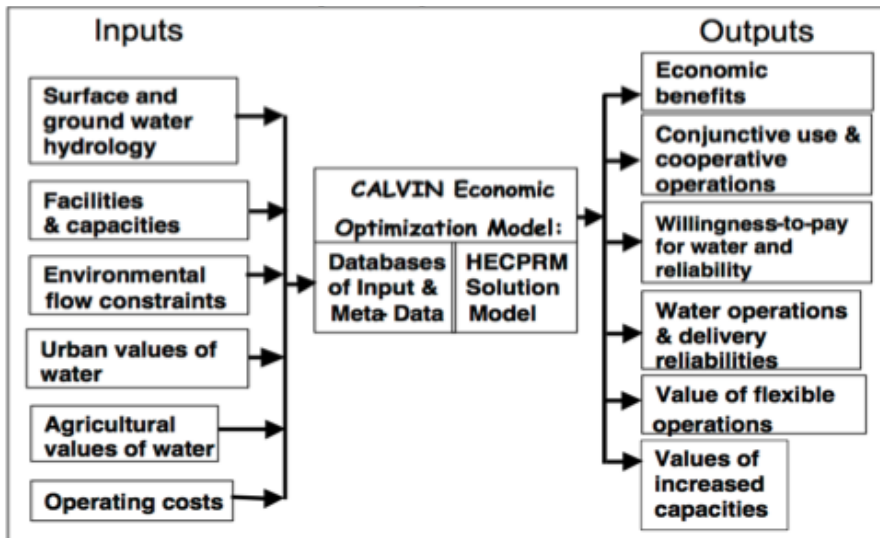 Inputs
Surface and
ground water
hydrology
Facilities
& capacities
Environmental
flow constraints
Urban values of
water
Agricultural
values of water
Operating costs
CALVIN Economic
Optimization Model:
Databases
of Input &
Meta-Data
HECPRM
Solution
Model
Outputs
Economic
benefits
Conjunctive use &
cooperative
operations
Willingness-to-pay
for water and
reliability
Water operations
& delivery
reliabilities
Value of flexible
operations
Values of
increased
capacities